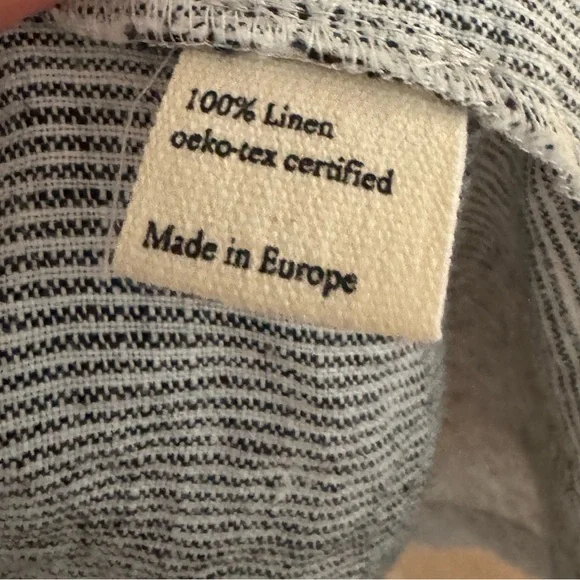 100% Linen
oeko-tex certified
Made in Europe